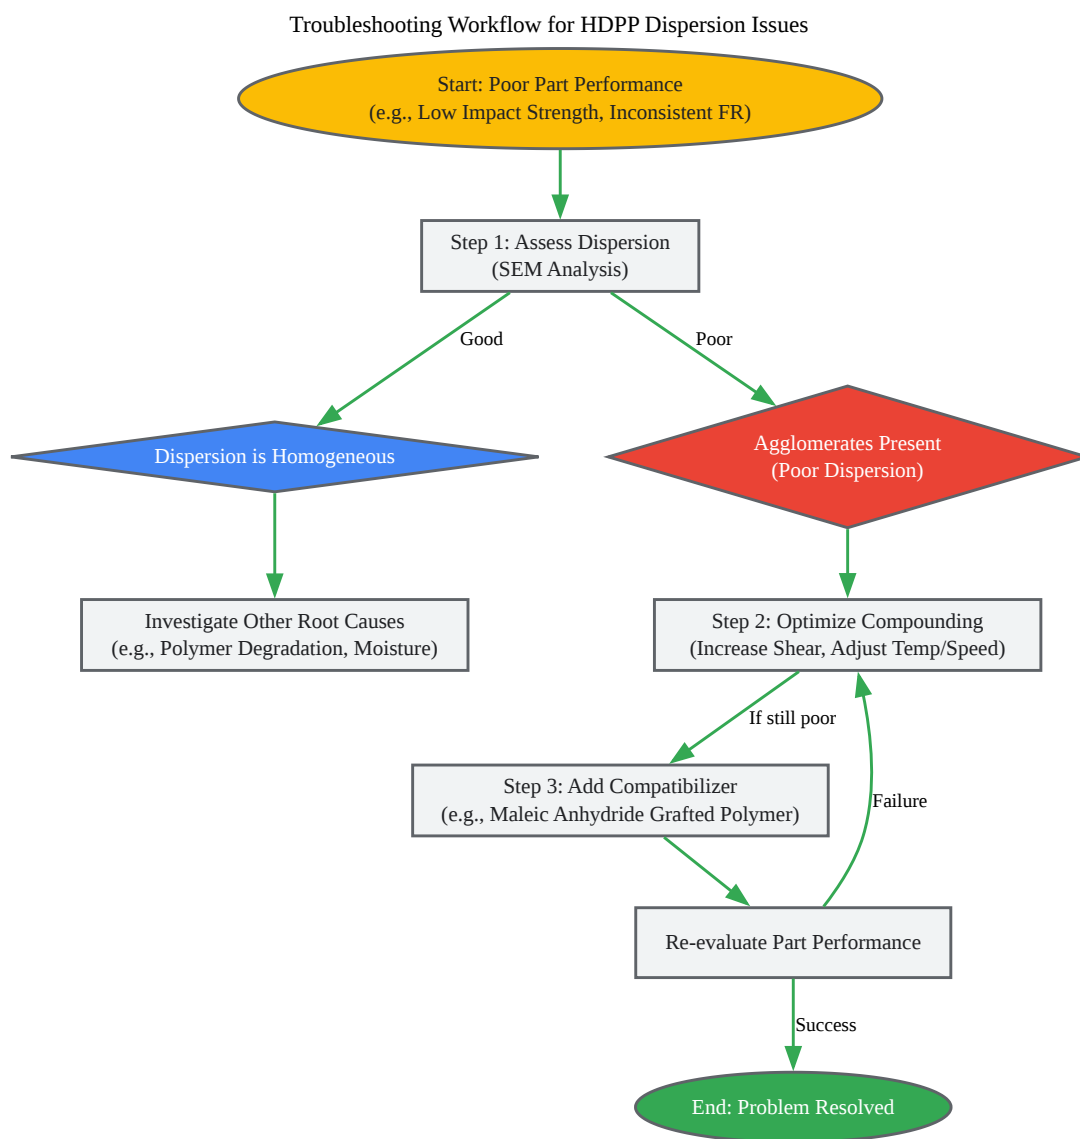 Troubleshooting Workflow for HDPP Dispersion Issues
Start: Poor Part Performance
(e.g., Low Impact Strength, Inconsistent FR)
Step 1: Assess Dispersion
(SEM Analysis)
Good
Poor
Dispersion is Homogeneous
Agglomerates Present
(Poor Dispersion)
Investigate Other Root Causes
(e.g., Polymer Degradation, Moisture)
Step 2: Optimize Compounding
(Increase Shear, Adjust Temp/Speed)
If still poor
Step 3: Add Compatibilizer
(e.g., Maleic Anhydride Grafted Polymer)
Failure
Re-evaluate Part Performance
Success
End: Problem Resolved